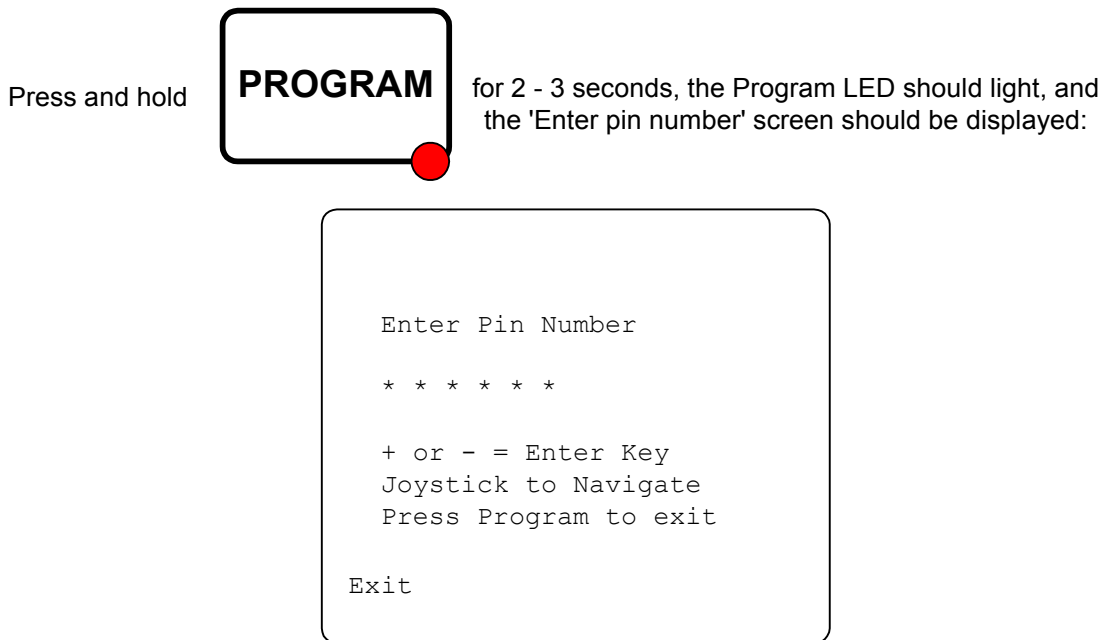 Press and hold
PROGRAM
for 2 - 3 seconds, the Program LED should light, and
the 'Enter pin number' screen should be displayed:
Enter Pin Number
* * * * * *
+ or - = Enter Key
Joystick to Navigate
Press Program to exit
Exit